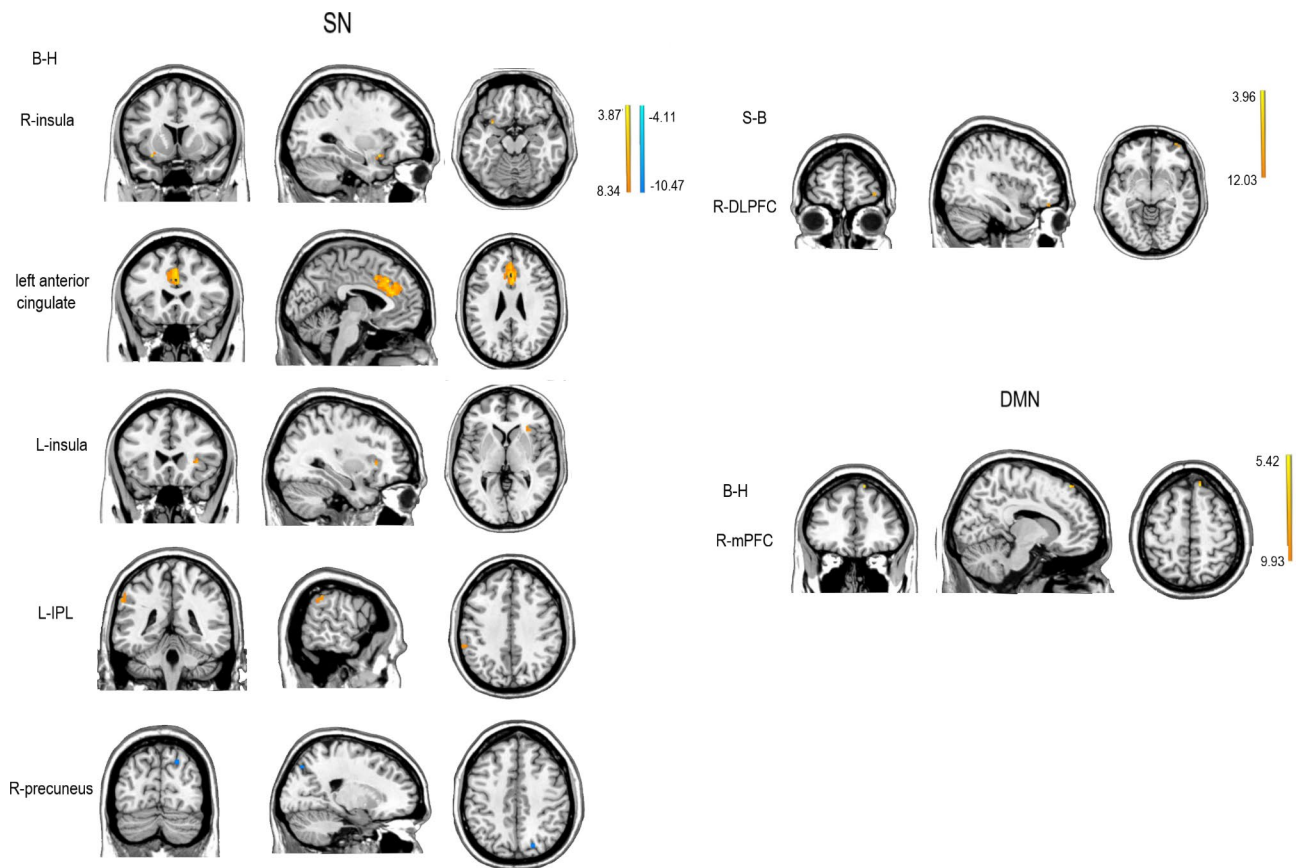 SN
B-H
R-insula
3.87
-4.11
8.34
-10.47
left anterior
cingulate
L-insula
L-IPL
R-precuneus
S-B
R-DLPFC
3.96
12.03
DMN
B-H
R-mPFC
5.42
9.93